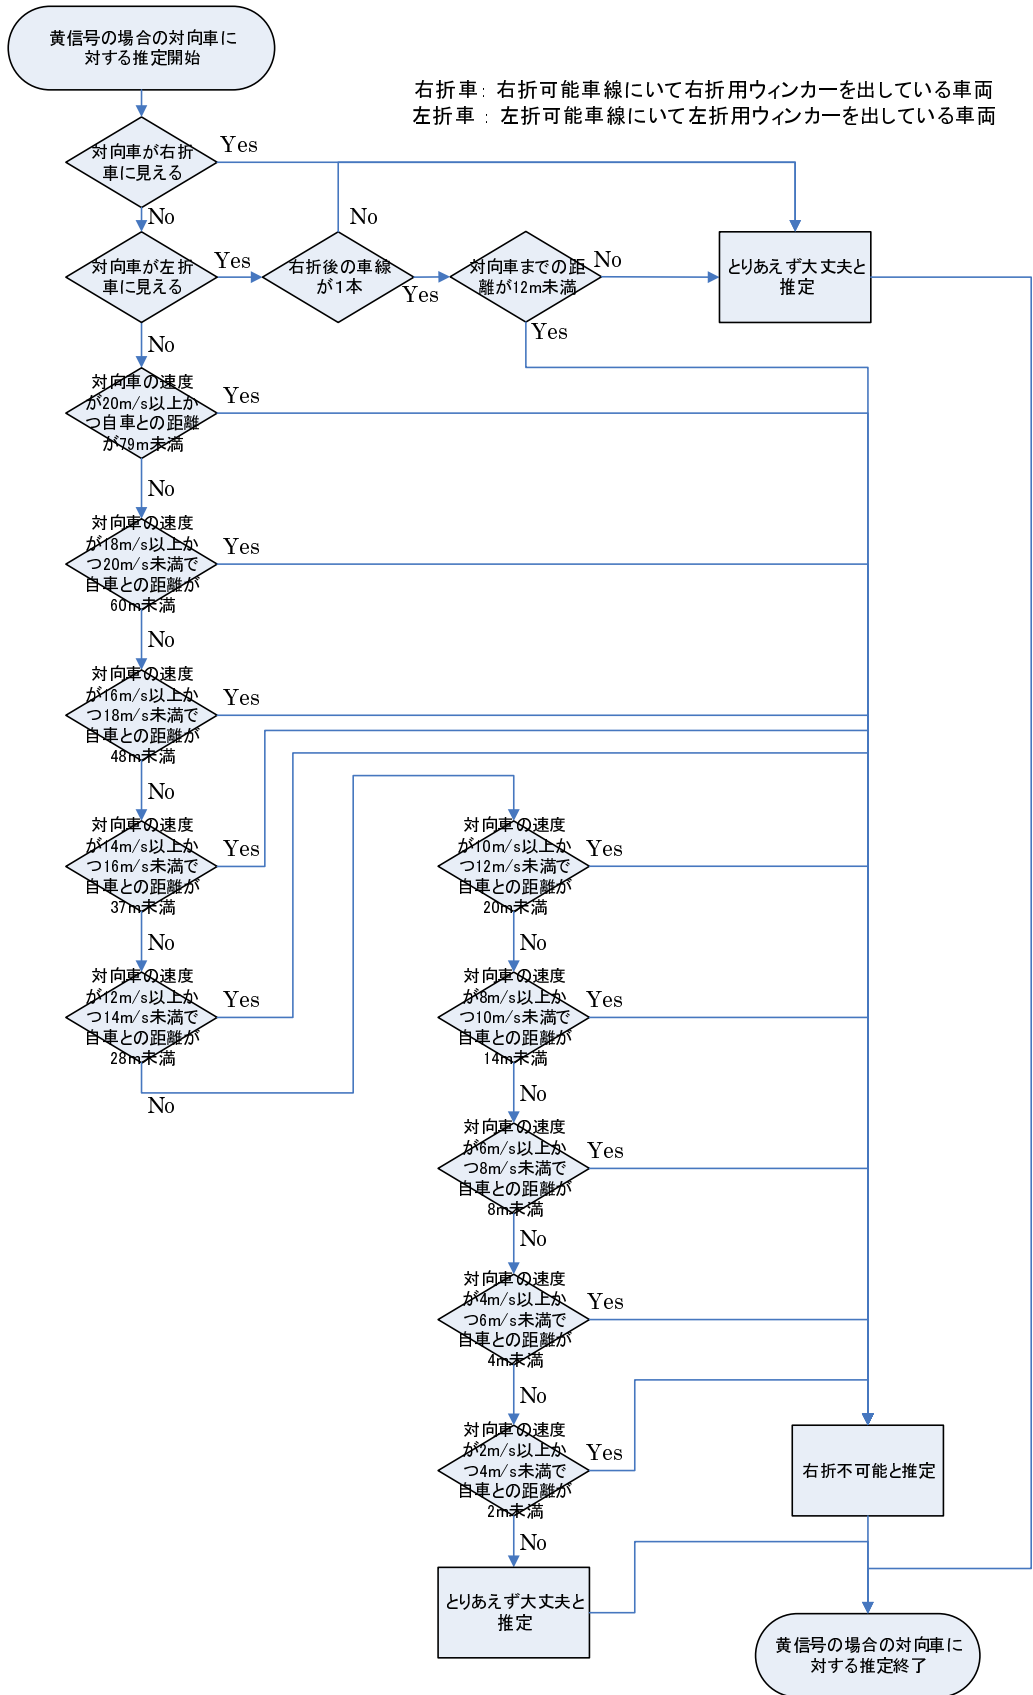 黄信号の場合の対向車に
対する推定開始
右折車： 右折可能車線にいて右折用ウィンカーを出している車両
左折車 ： 左折可能車線にいて左折用ウィンカーを出している車両
対向車が右折
車に見える
Yes
No
対向車が左折
車に見える
Yes
No
右折後の車線
が1本
No
Yes
対向車までの距
離が12m未満
No
Yes
とりあえず大丈夫と
推定
対向車の速度
が20m/s以上か
つ自車との距離
が79m未満
Yes
No
対向車の速度
が18m/s以上か
つ20m/s未満で
自車との距離が
60m未満
Yes
No
対向車の速度
が16m/s以上か
つ18m/s未満で
自車との距離が
48m未満
Yes
No
対向車の速度
が14m/s以上か
つ16m/s未満で
自車との距離が
37m未満
Yes
No
対向車の速度
が12m/s以上か
つ14m/s未満で
自車との距離が
28m未満
Yes
No
対向車の速度
が10m/s以上か
つ12m/s未満で
自車との距離が
20m未満
Yes
No
対向車の速度
が8m/s以上か
つ10m/s未満で
自車との距離が
14m未満
Yes
No
対向車の速度
が6m/s以上か
つ8m/s未満で
自車との距離が
8m未満
Yes
No
対向車の速度
が4m/s以上か
つ6m/s未満で
自車との距離が
4m未満
Yes
No
対向車の速度
が2m/s以上か
つ4m/s未満で
自車との距離が
2m未満
Yes
No
右折不可能と推定
とりあえず大丈夫と
推定
黄信号の場合の対向車に
対する推定終了